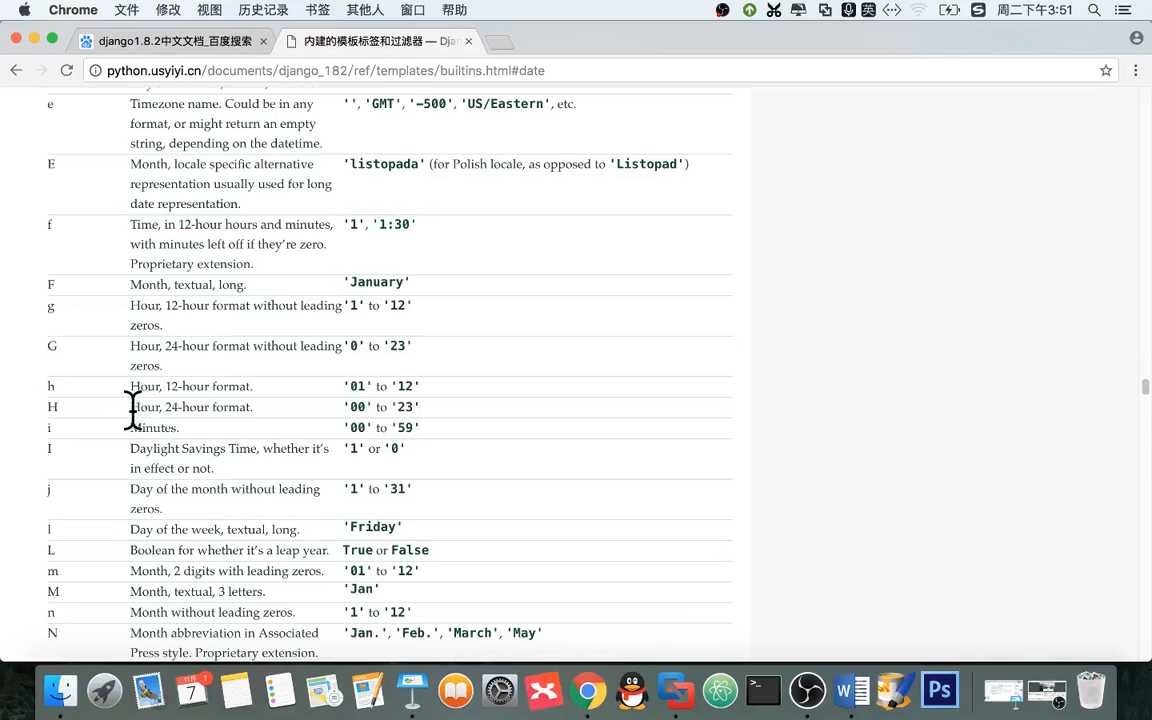 Chrome 文件 修改 视图 历史记录 书签 其他人 窗口 帮助 英 周二下午3:51
django1.8.2中文文档_百度搜索 内建的模板标签和过滤器 — Dj
python.usyiyi.cn/documents/django_182/ref/templates/builtins.html#date
e Timezone name. Could be in any '', 'GMT', '-500', 'US/Eastern', etc.
format, or might return an empty
string, depending on the datetime.
E Month, locale specific alternative 'listopada' (for Polish locale, as opposed to 'Listopad')
representation usually used for long
date representation.
f Time, in 12-hour hours and minutes, '1', '1:30'
with minutes left off if they’re zero.
Proprietary extension.
F Month, textual, long. 'January'
g Hour, 12-hour format without leading '1' to '12'
zeros.
G Hour, 24-hour format without leading '0' to '23'
zeros.
h Hour, 12-hour format. '01' to '12'
H Hour, 24-hour format. '00' to '23'
i Minutes. '00' to '59'
I Daylight Savings Time, whether it’s '1' or '0'
in effect or not.
j Day of the month without leading '1' to '31'
zeros.
l Day of the week, textual, long. 'Friday'
L Boolean for whether it’s a leap year. True or False
m Month, 2 digits with leading zeros. '01' to '12'
M Month, textual, 3 letters. 'Jan'
n Month without leading zeros. '1' to '12'
N Month abbreviation in Associated 'Jan.', 'Feb.', 'March', 'May'
Press style. Proprietary extension.
11月 7 1 W Ps